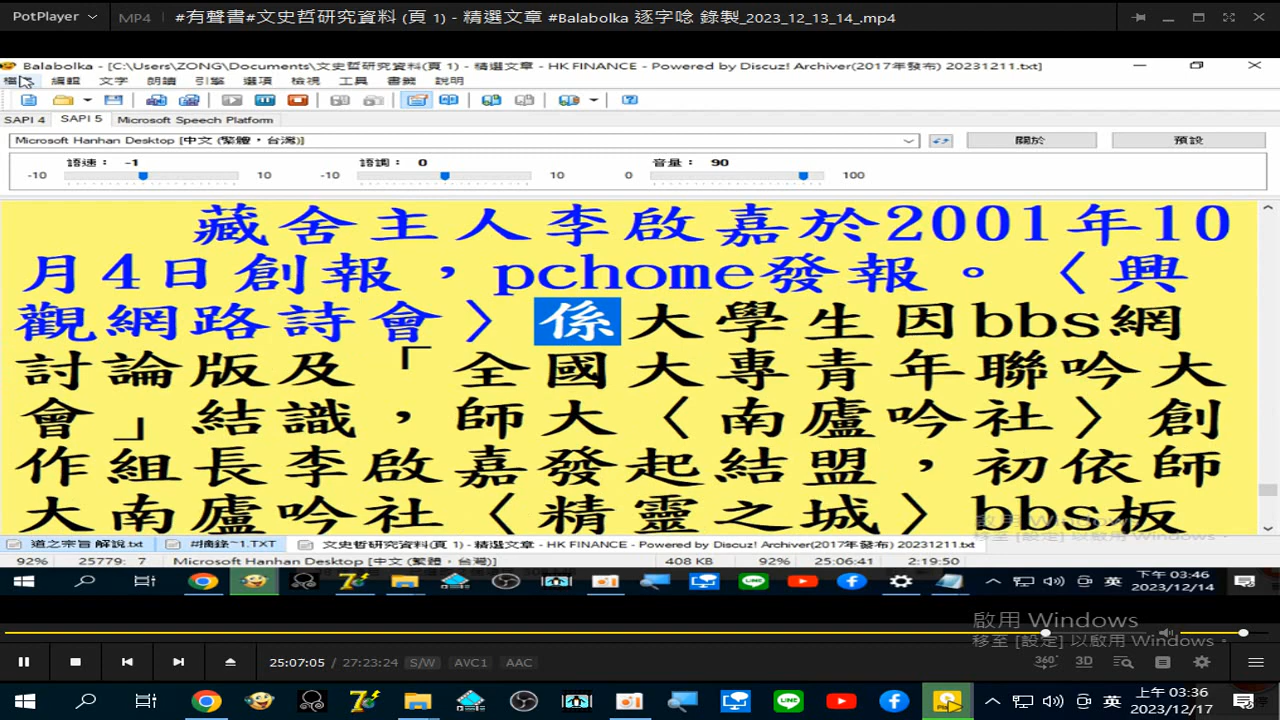 PotPlayer MP4 #有聲書#文史哲研究資料 (頁 1) - 精選文章 #Balabolka 逐字唸 錄製_2023_12_13_14_.mp4
Balabolka - [C:\Users\ZONG\Documents\文史哲研究資料(頁 1) - 精選文章 - HK FINANCE - Powered by Discuz! Archiver(2017年發布) 20231211.txt]
檔案 編輯 文字 朗讀 引擎 選項 檢視 工具 書籤 說明
SAPI 4 SAPI 5 Microsoft Speech Platform
Microsoft Hanhan Desktop [中文 (繁體，台灣)] 關於 預設
語速： -1 語調： 0 音量： 90
-10 10 -10 10 0 100
藏舍主人李啟嘉於2001年10
月4日創報，pchome發報。〈興
觀網路詩會〉係大學生因bbs網
討論版及「全國大專青年聯吟大
會」結識，師大〈南廬吟社〉創
作組長李啟嘉發起結盟，初依師
大南廬吟社〈精靈之城〉bbs板
道之宗旨 解說.txt #摘錄~1.TXT 文史哲研究資料(頁 1) - 精選文章 - HK FINANCE - Powered by Discuz! Archiver(2017年發布) 20231211.txt
92% 25779: 7 Microsoft Hanhan Desktop [中文 (繁體，台灣)] 408 KB 92% 25:06:41 2:19:50
英 下午 03:46
2023/12/14
啟用 Windows
移至 [設定] 以啟用 Windows。
25:07:05 / 27:23:24 S/W AVC1 AAC 360° 3D
英 上午 03:36
2023/12/17